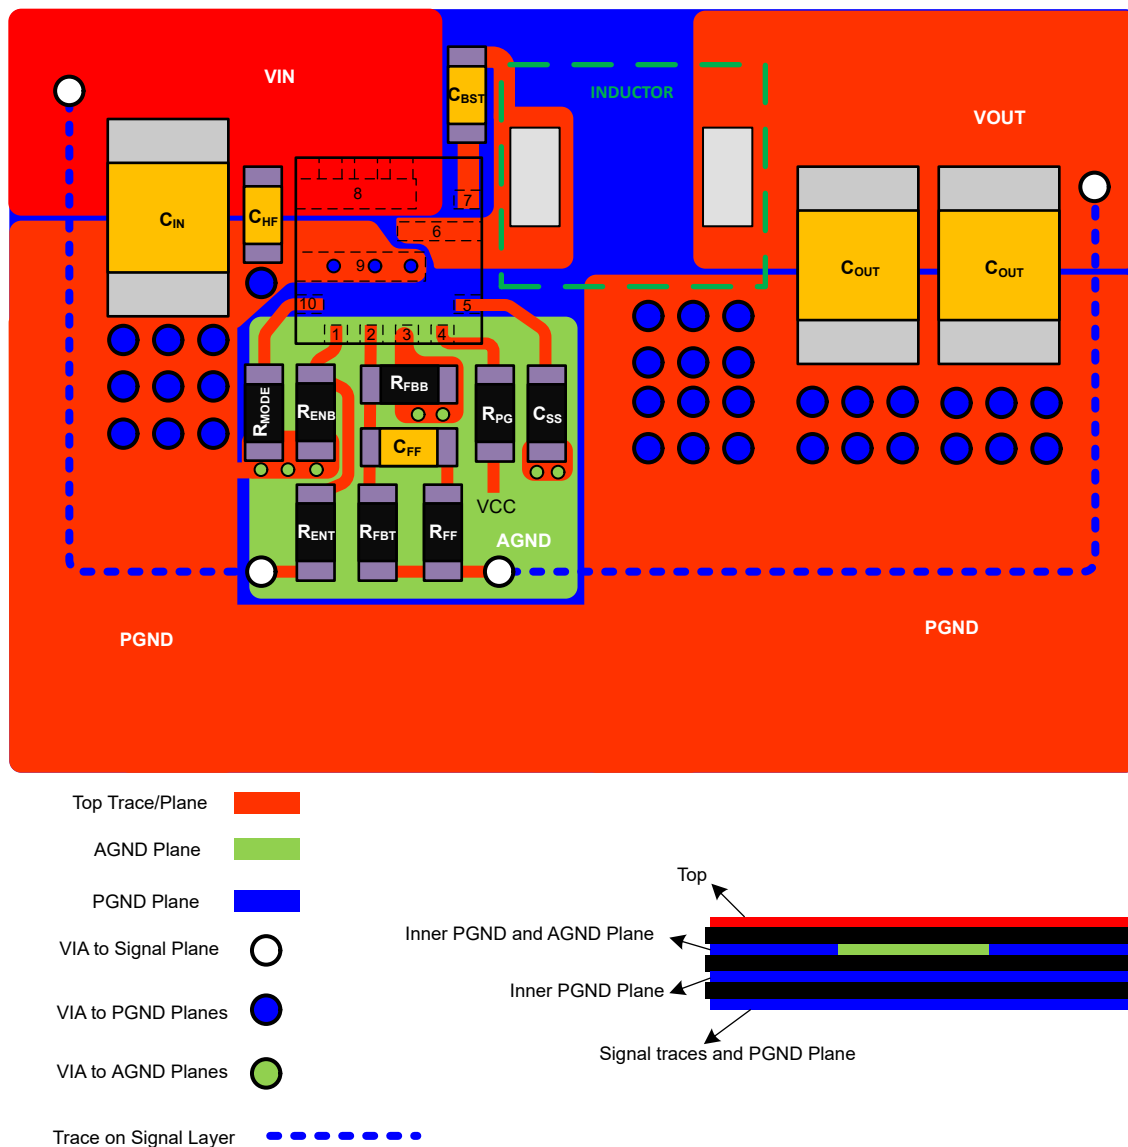 VIN
CBST
INDUCTOR
VOUT
CIN
CHF
8
7
6
9
10
5
1
2
3
4
COUT
COUT
RMODE
RENB
RFBB
RPG
CSS
CFF
VCC
RENT
RFBT
RFF
AGND
PGND
PGND
Top Trace/Plane
AGND Plane
PGND Plane
VIA to Signal Plane
VIA to PGND Planes
VIA to AGND Planes
Trace on Signal Layer
Top
Inner PGND and AGND Plane
Inner PGND Plane
Signal traces and PGND Plane